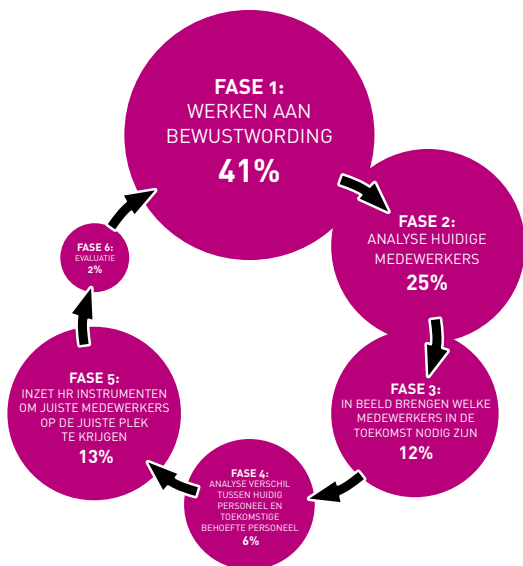 FASE 1:
WERKEN AAN
BEWUSTWORDING
41%
FASE 2:
ANALYSE HUIDIGE
MEDEWERKERS
25%
FASE 3:
IN BEELD BRENGEN WELKE
MEDEWERKERS IN DE
TOEKOMST NODIG ZIJN
12%
FASE 4:
ANALYSE VERSCHIL
TUSSEN HUIDIG
PERSONEEL EN
TOEKOMSTIGE
BEHOEFTE PERSONEEL
6%
FASE 5:
INZET HR INSTRUMENTEN
OM JUISTE MEDEWERKERS
OP DE JUISTE PLEK
TE KRIJGEN
13%
FASE 6:
EVALUATIE
2%